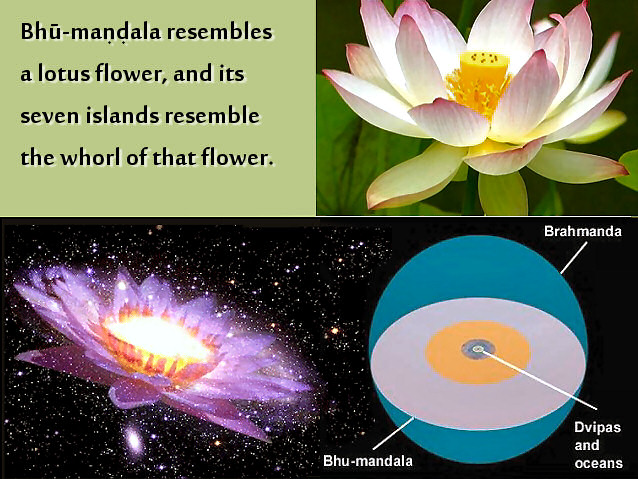 Bhū-maṇḍala resembles
a lotus flower, and its
seven islands resemble
the whorl of that flower.
Brahmanda
Dvipas
and
oceans
Bhu-mandala